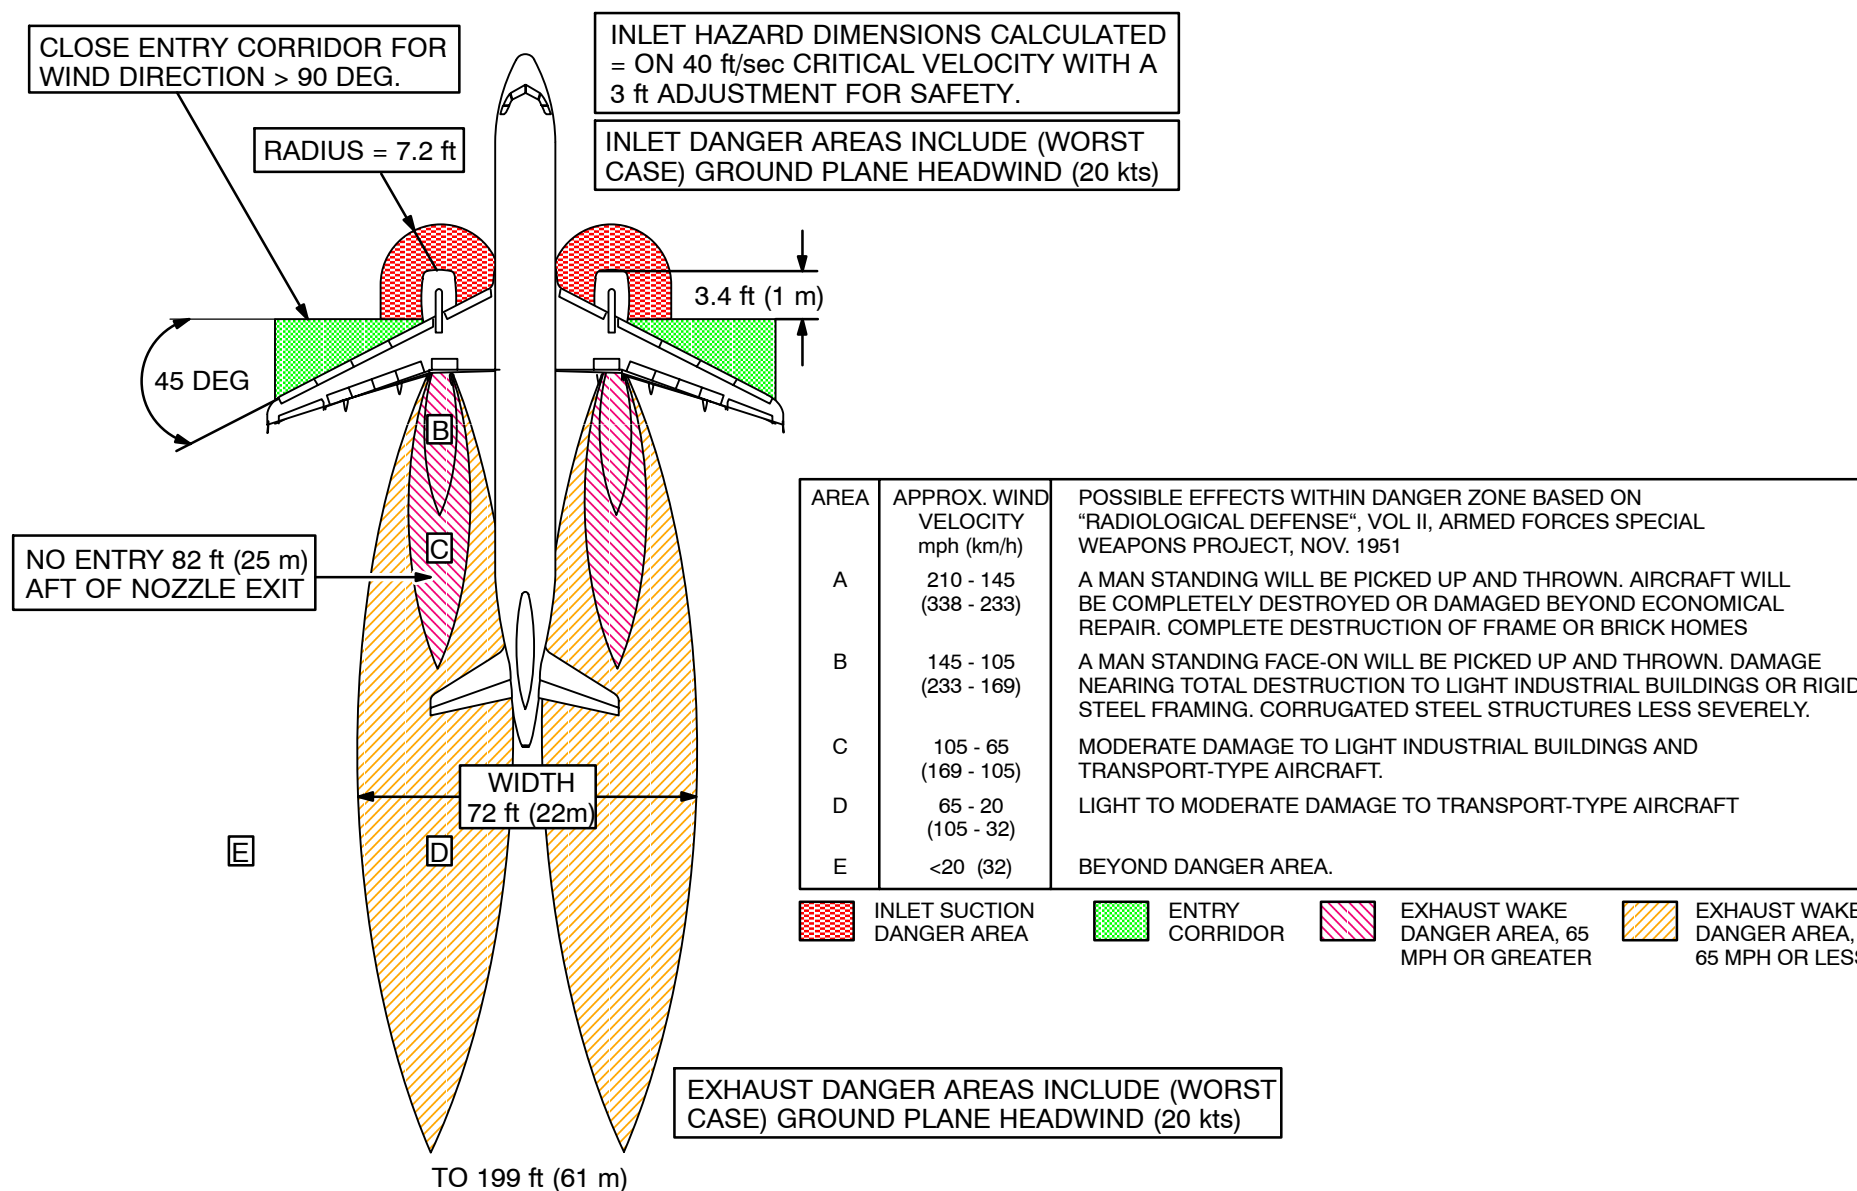 CLOSE ENTRY CORRIDOR FOR
WIND DIRECTION > 90 DEG.
INLET HAZARD DIMENSIONS CALCULATED
= ON 40 ft/sec CRITICAL VELOCITY WITH A
3 ft ADJUSTMENT FOR SAFETY.
RADIUS = 7.2 ft
INLET DANGER AREAS INCLUDE (WORST
CASE) GROUND PLANE HEADWIND (20 kts)
3.4 ft (1 m)
45 DEG
B
C
NO ENTRY 82 ft (25 m)
AFT OF NOZZLE EXIT
WIDTH
72 ft (22m)
E
D
AREA
APPROX. WIND
VELOCITY
mph (km/h)
POSSIBLE EFFECTS WITHIN DANGER ZONE BASED ON
“RADIOLOGICAL DEFENSE“, VOL II, ARMED FORCES SPECIAL
WEAPONS PROJECT, NOV. 1951
A
210 - 145
(338 - 233)
A MAN STANDING WILL BE PICKED UP AND THROWN. AIRCRAFT WILL
BE COMPLETELY DESTROYED OR DAMAGED BEYOND ECONOMICAL
REPAIR. COMPLETE DESTRUCTION OF FRAME OR BRICK HOMES
B
145 - 105
(233 - 169)
A MAN STANDING FACE-ON WILL BE PICKED UP AND THROWN. DAMAGE
NEARING TOTAL DESTRUCTION TO LIGHT INDUSTRIAL BUILDINGS OR RIGID
STEEL FRAMING. CORRUGATED STEEL STRUCTURES LESS SEVERELY.
C
105 - 65
(169 - 105)
MODERATE DAMAGE TO LIGHT INDUSTRIAL BUILDINGS AND
TRANSPORT-TYPE AIRCRAFT.
D
65 - 20
(105 - 32)
LIGHT TO MODERATE DAMAGE TO TRANSPORT-TYPE AIRCRAFT
E
<20 (32)
BEYOND DANGER AREA.
INLET SUCTION
DANGER AREA
ENTRY
CORRIDOR
EXHAUST WAKE
DANGER AREA, 65
MPH OR GREATER
EXHAUST WAKE
DANGER AREA,
65 MPH OR LESS
EXHAUST DANGER AREAS INCLUDE (WORST
CASE) GROUND PLANE HEADWIND (20 kts)
TO 199 ft (61 m)